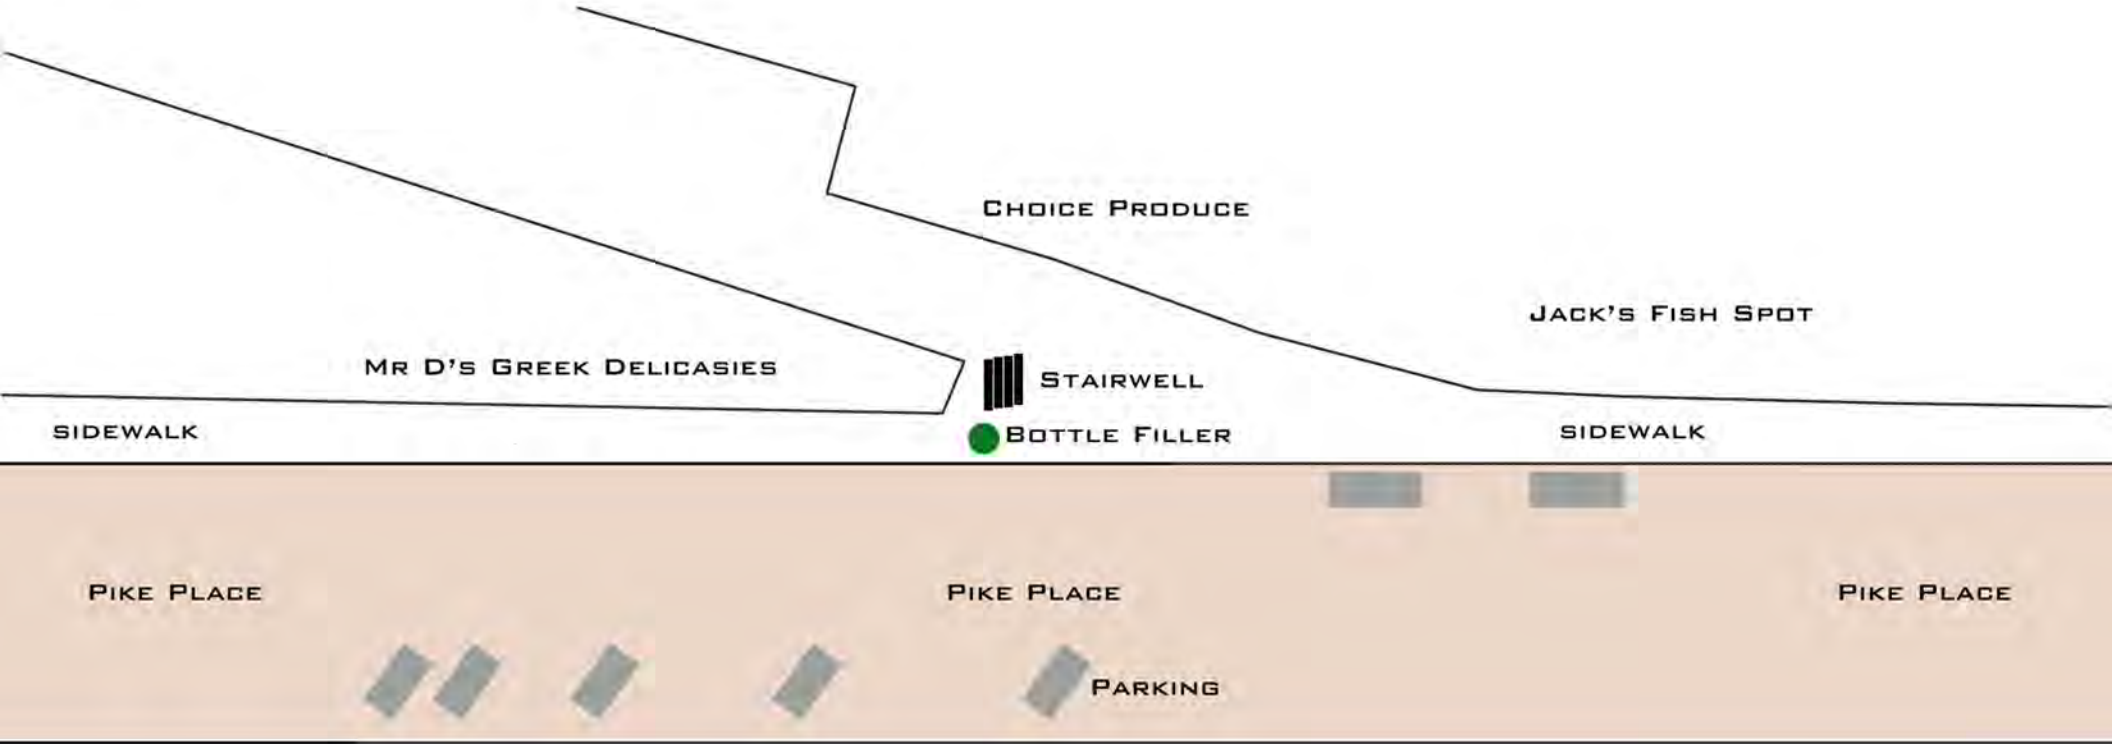 Choice Produce
Jack's Fish Spot
Mr D's Greek Delicasies
Stairwell
sidewalk
Bottle Filler
sidewalk
Pike Place
Pike Place
Pike Place
Parking